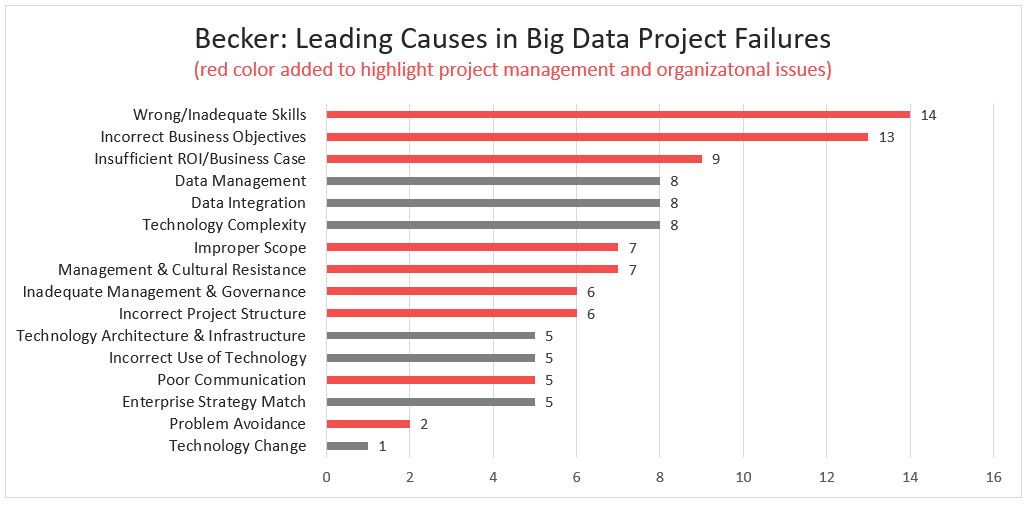 Becker: Leading Causes in Big Data Project Failures
(red color added to highlight project management and organizatonal issues)
Wrong/Inadequate Skills 14
Incorrect Business Objectives 13
Insufficient ROI/Business Case 9
Data Management 8
Data Integration 8
Technology Complexity 8
Improper Scope 7
Management & Cultural Resistance 7
Inadequate Management & Governance 6
Incorrect Project Structure 6
Technology Architecture & Infrastructure 5
Incorrect Use of Technology 5
Poor Communication 5
Enterprise Strategy Match 5
Problem Avoidance 2
Technology Change 1
0 2 4 6 8 10 12 14 16